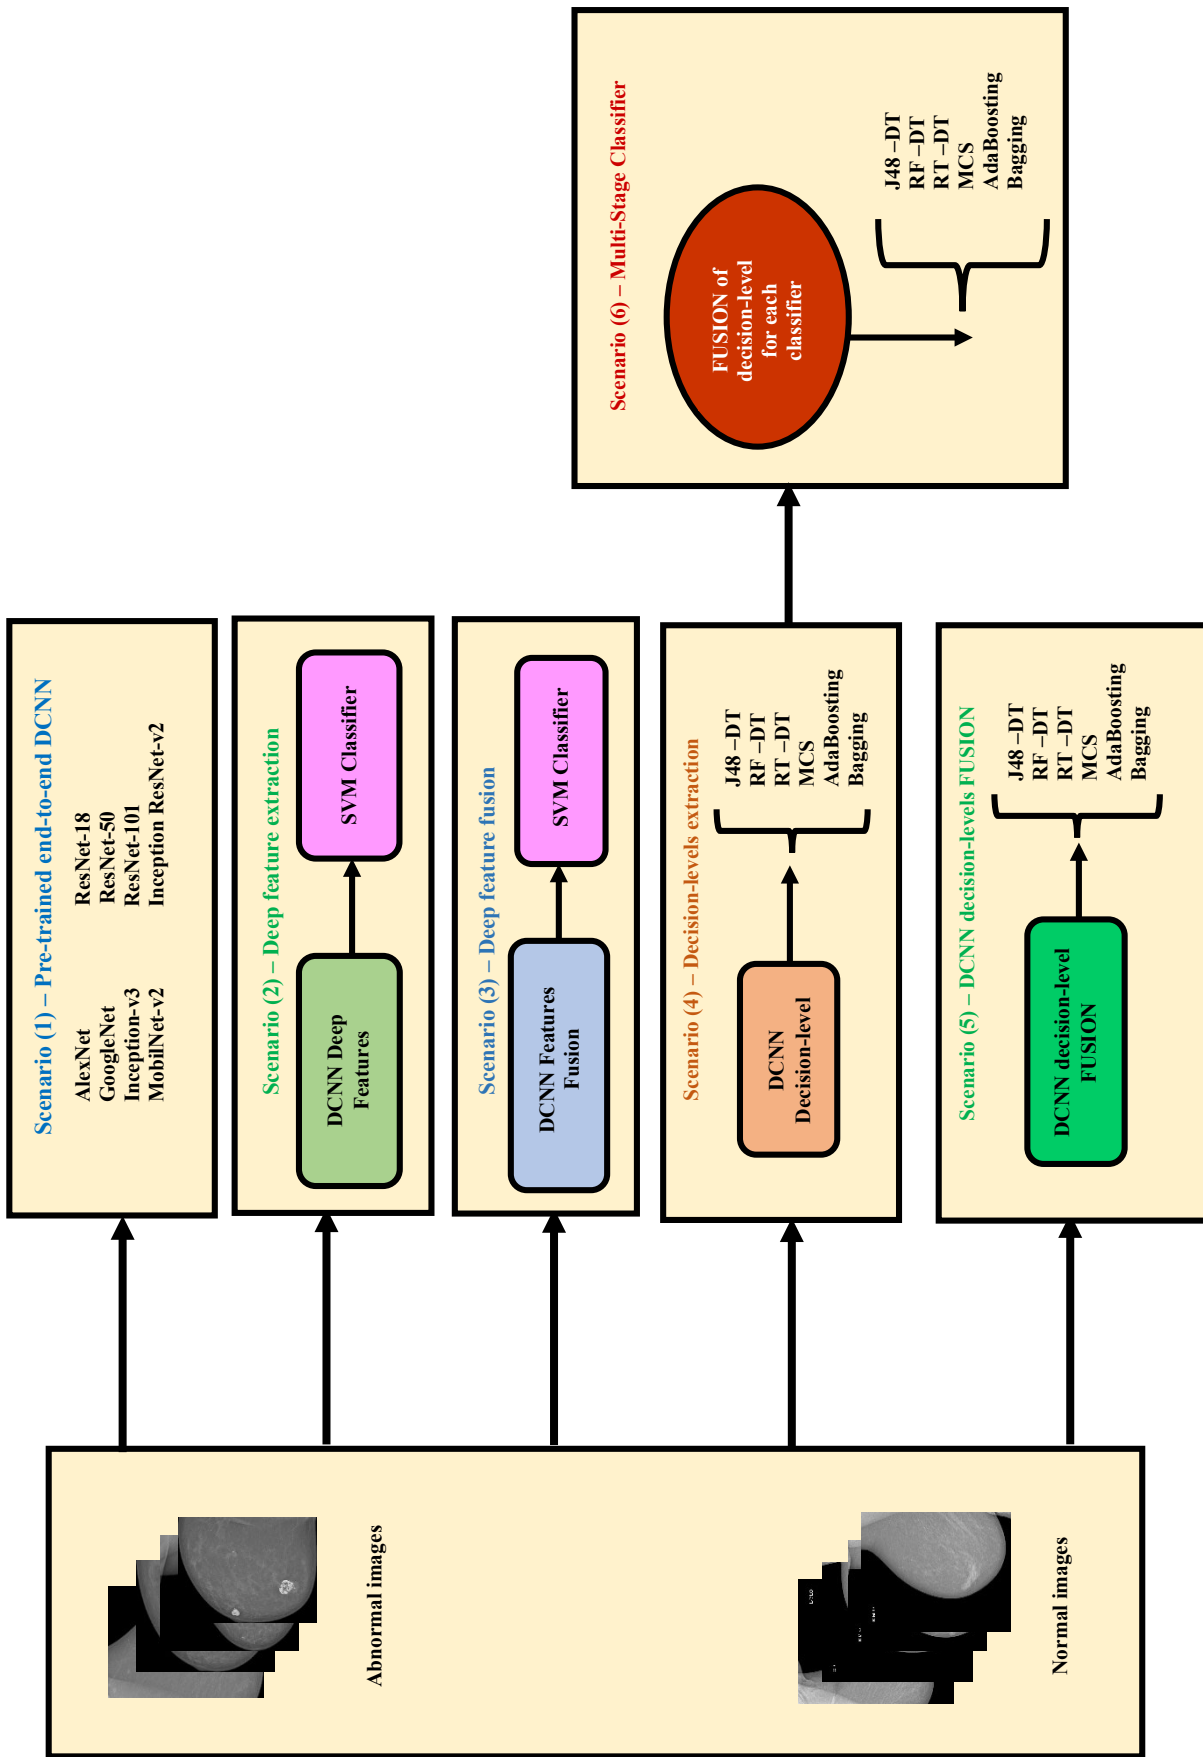 Abnormal images
Normal images
Scenario (1) – Pre-trained end-to-end DCNN
AlexNet
GoogleNet
Inception-v3
MobilNet-v2
ResNet-18
ResNet-50
ResNet-101
Inception ResNet-v2
Scenario (2) – Deep feature extraction
DCNN Deep
Features
SVM Classifier
Scenario (3) – Deep feature fusion
DCNN Features
Fusion
SVM Classifier
Scenario (4) – Decision-levels extraction
DCNN
Decision-level
J48 –DT
RF –DT
RT –DT
MCS
AdaBoosting
Bagging
Scenario (5) – DCNN decision-levels FUSION
DCNN decision-level
FUSION
J48 –DT
RF –DT
RT –DT
MCS
AdaBoosting
Bagging
Scenario (6) – Multi-Stage Classifier
FUSION of
decision-level
for each
classifier
J48 –DT
RF –DT
RT –DT
MCS
AdaBoosting
Bagging